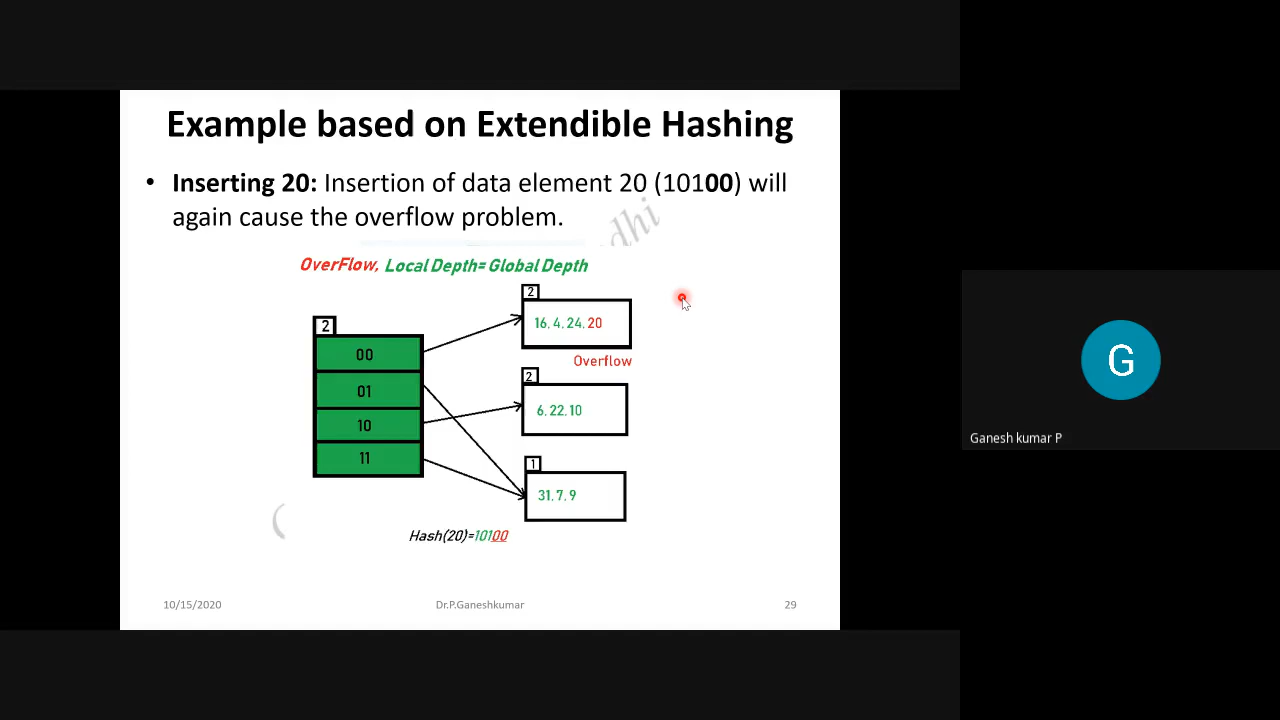 Example based on Extendible Hashing
• Inserting 20: Insertion of data element 20 (10100) will
again cause the overflow problem.
OverFlow, Local Depth= Global Depth
2
16. 4. 24. 20
Overflow
2
00
01
10
11
2
6. 22. 10
1
31. 7. 9
Hash(20)=10100
10/15/2020
Dr.P.Ganeshkumar
29
G
Ganesh kumar P